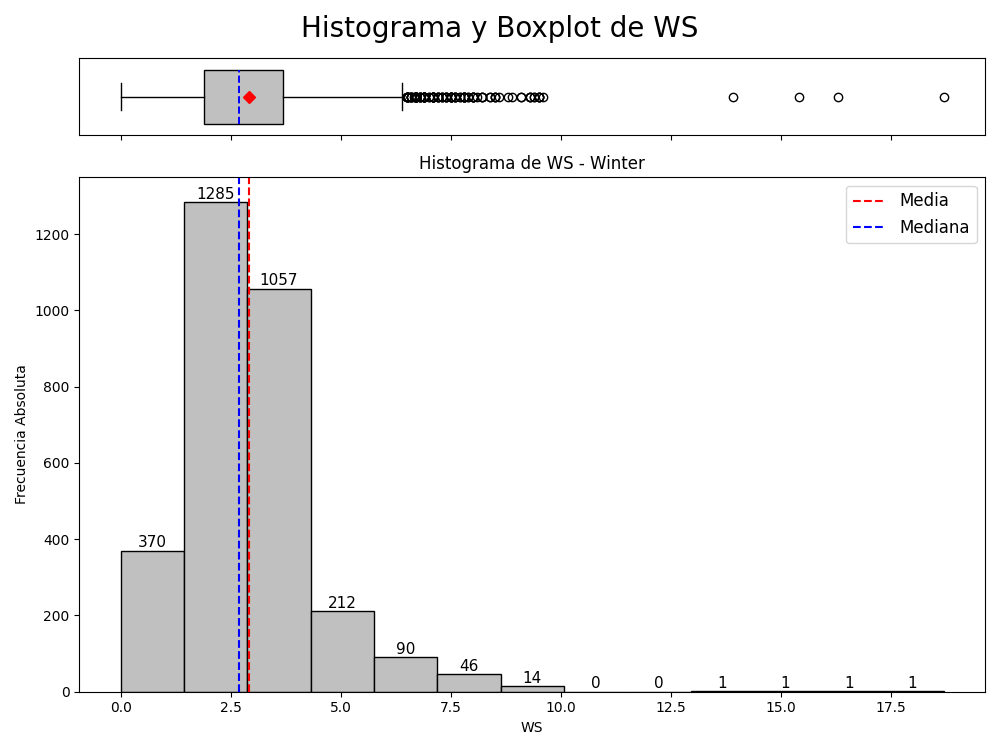 Histograma y Boxplot de WS
Histograma de WS - Winter
Media
Mediana
1285
1057
370
212
90
46
14
0
0
1
1
1
1
1200
1000
800
600
400
200
0
Frecuencia Absoluta
0.0 2.5 5.0 7.5 10.0 12.5 15.0 17.5
WS